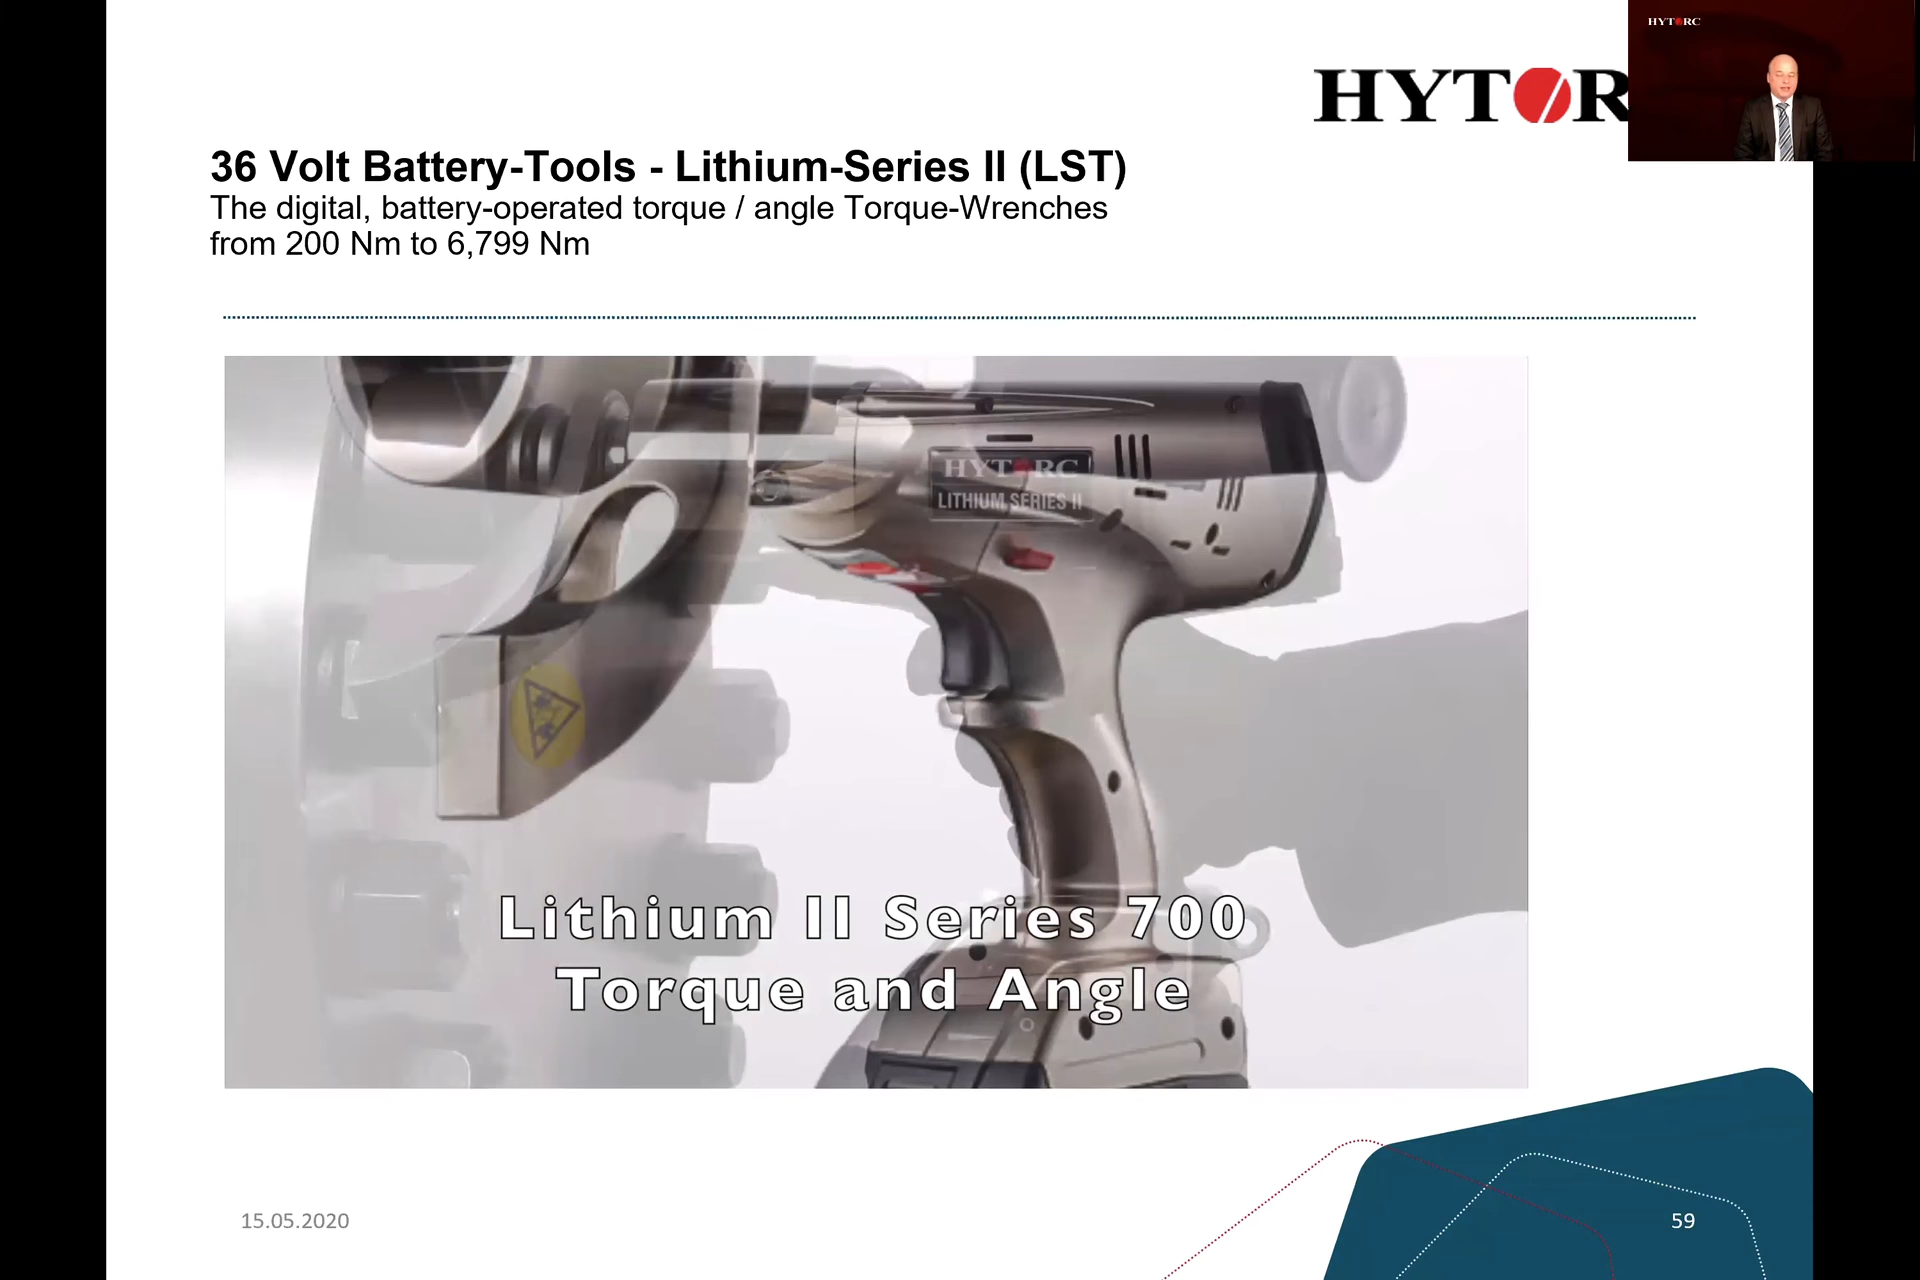 HYTORC
HYTOR
36 Volt Battery-Tools - Lithium-Series II (LST)
The digital, battery-operated torque / angle Torque-Wrenches
from 200 Nm to 6,799 Nm
HYTORC
LITHIUM SERIES II
Lithium II Series 700
Torque and Angle
15.05.2020
59